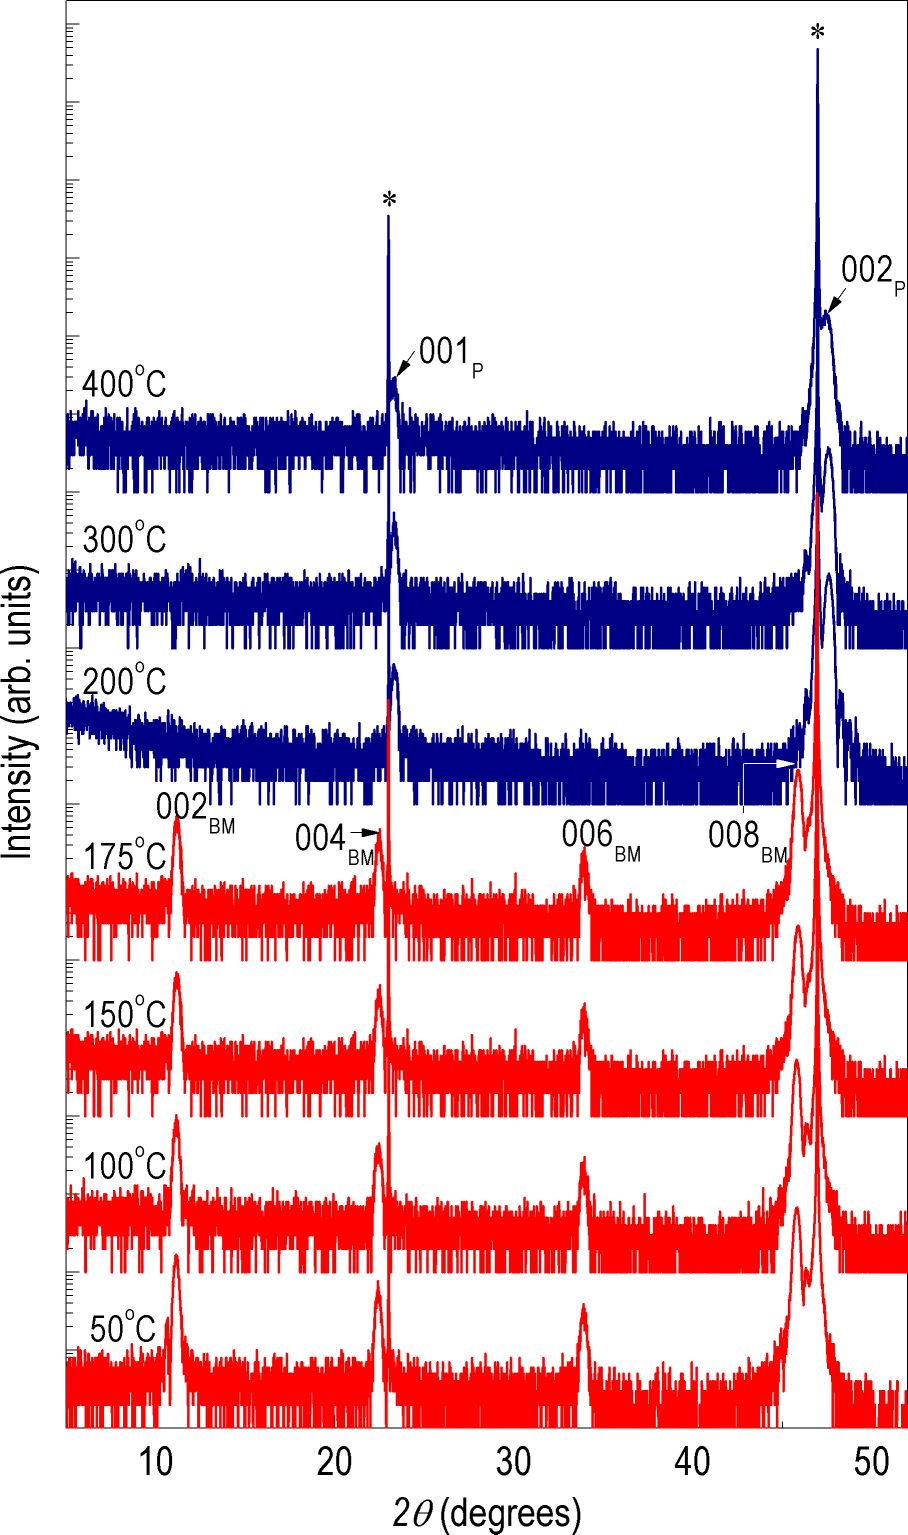 *
*
002P
001P
400°C
300°C
200°C
002BM
004BM
006BM
008BM
175°C
150°C
100°C
50°C
Intensity (arb. units)
10 20 30 40 50
2θ (degrees)